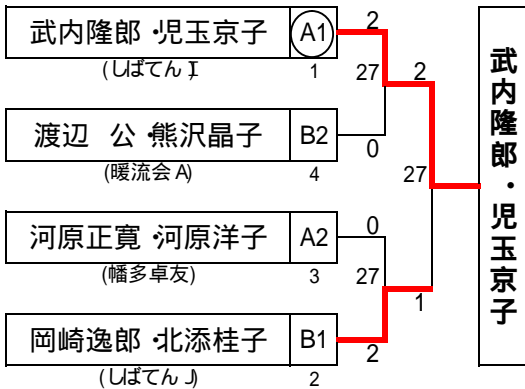 武内隆郎・児玉京子 A1
(しばてんI) 1
渡辺 公・熊沢晶子 B2
(暖流会A) 4
河原正寛・河原洋子 A2
(幡多卓友) 3
岡崎逸郎・北添桂子 B1
(しばてんJ) 2
2
27
0
0
27
2
2
27
1
武内隆郎・児玉京子